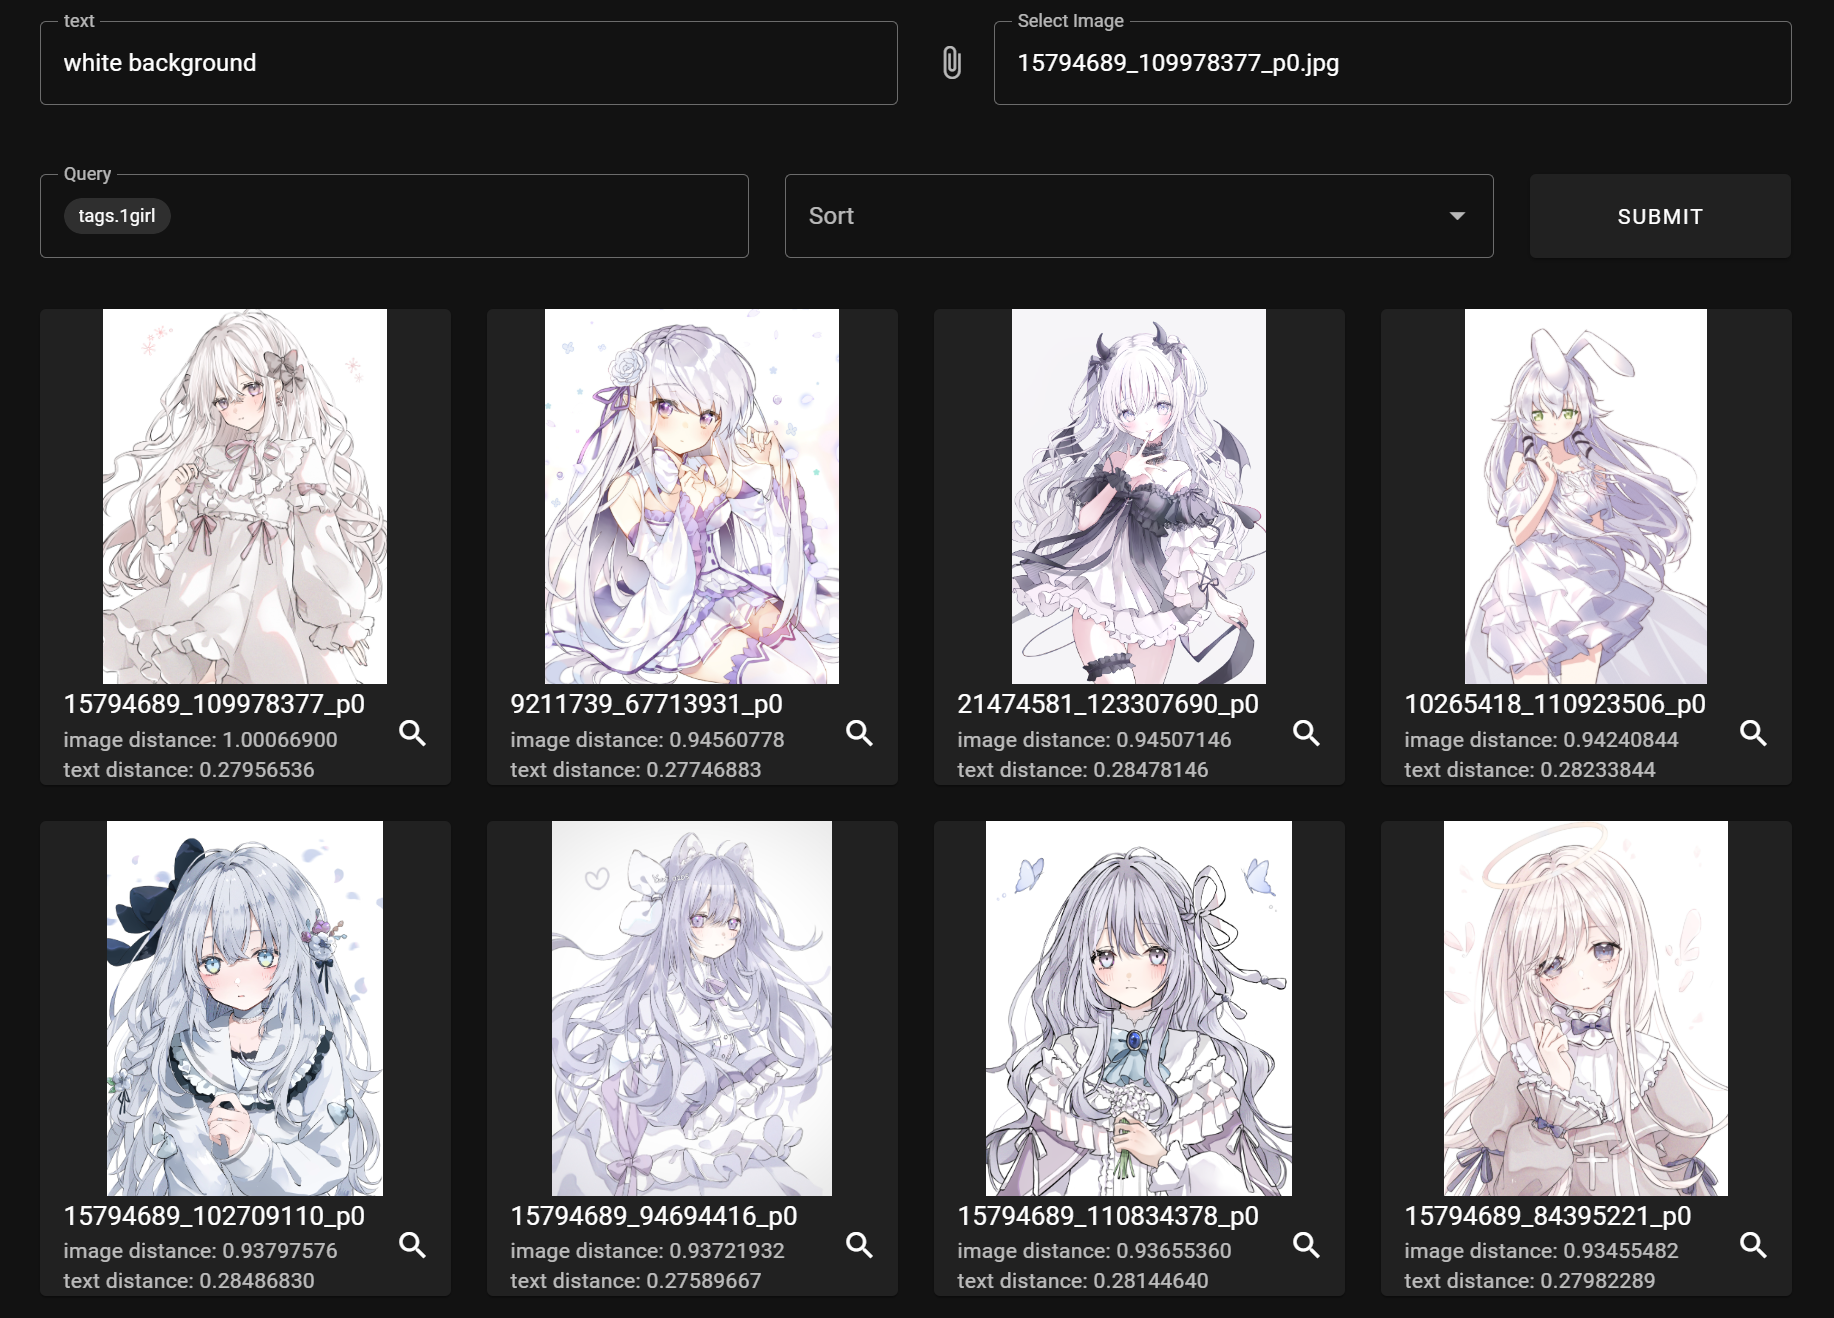 text
white background
Select Image
15794689_109978377_p0.jpg
Query
tags.1girl
Sort
SUBMIT
15794689_109978377_p0
image distance: 1.00066900
text distance: 0.27956536
9211739_67713931_p0
image distance: 0.94560778
text distance: 0.27746883
21474581_123307690_p0
image distance: 0.94507146
text distance: 0.28478146
10265418_110923506_p0
image distance: 0.94240844
text distance: 0.28233844
15794689_102709110_p0
image distance: 0.93797576
text distance: 0.28486830
15794689_94694416_p0
image distance: 0.93721932
text distance: 0.27589667
15794689_110834378_p0
image distance: 0.93655360
text distance: 0.28144640
15794689_84395221_p0
image distance: 0.93455482
text distance: 0.27982289